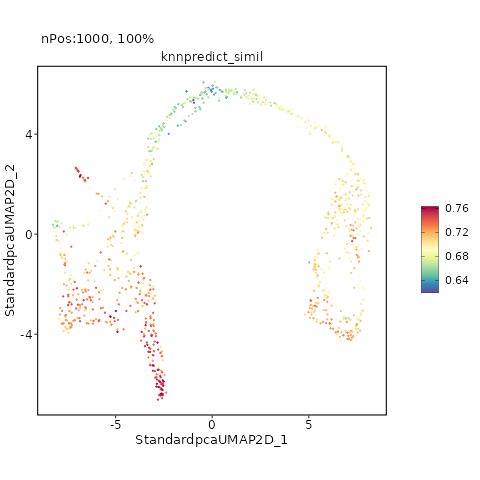 nPos:1000, 100%
knnpredict_simil
4
0
-4
StandardpcaUMAP2D_2
-5
0
5
StandardpcaUMAP2D_1
0.76
0.72
0.68
0.64